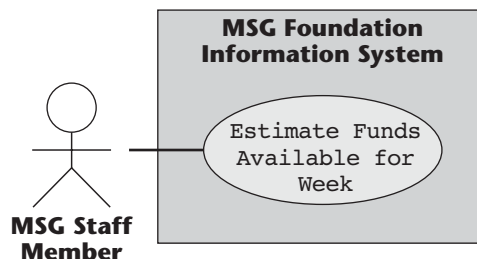 MSG Foundation
Information System
Estimate Funds
Available for
Week
MSG Staff
Member